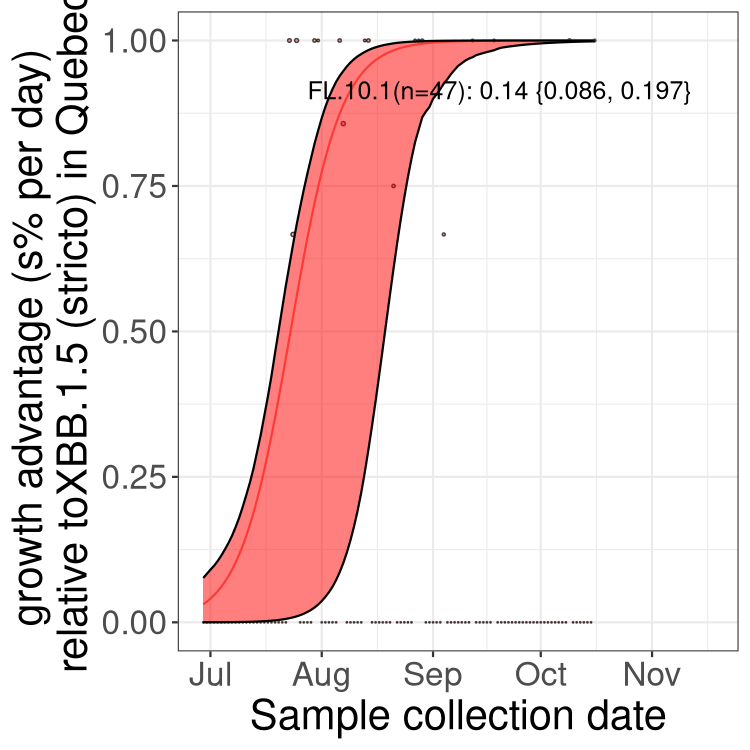 growth advantage (s% per day)
relative toXBB.1.5 (stricto) in Quebec
1.00
0.75
0.50
0.25
0.00
FL.10.1(n=47): 0.14 {0.086, 0.197}
Jul Aug Sep Oct Nov
Sample collection date